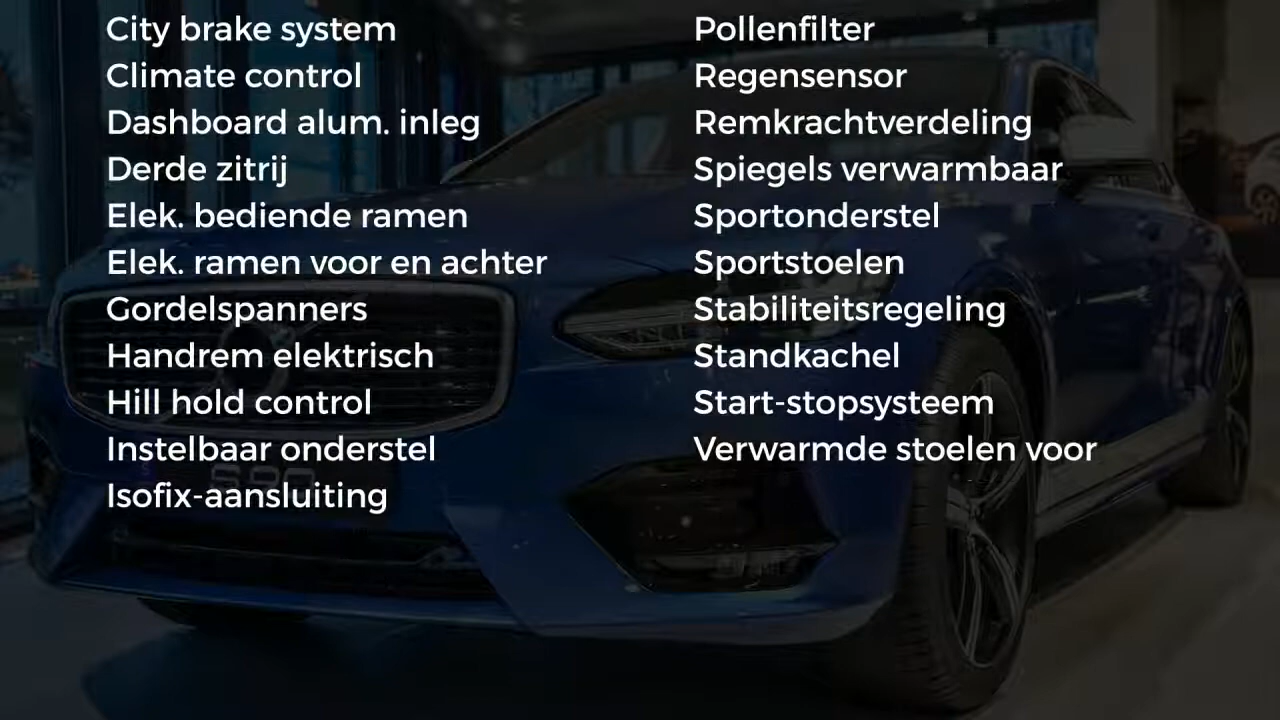 City brake system
Climate control
Dashboard alum. inleg
Derde zitrij
Elek. bediende ramen
Elek. ramen voor en achter
Gordelspanners
Handrem elektrisch
Hill hold control
Instelbaar onderstel
Isofix-aansluiting
Pollenfilter
Regensensor
Remkrachtverdeling
Spiegels verwarmbaar
Sportonderstel
Sportstoelen
Stabiliteitsregeling
Standkachel
Start-stopsysteem
Verwarmde stoelen voor
S90